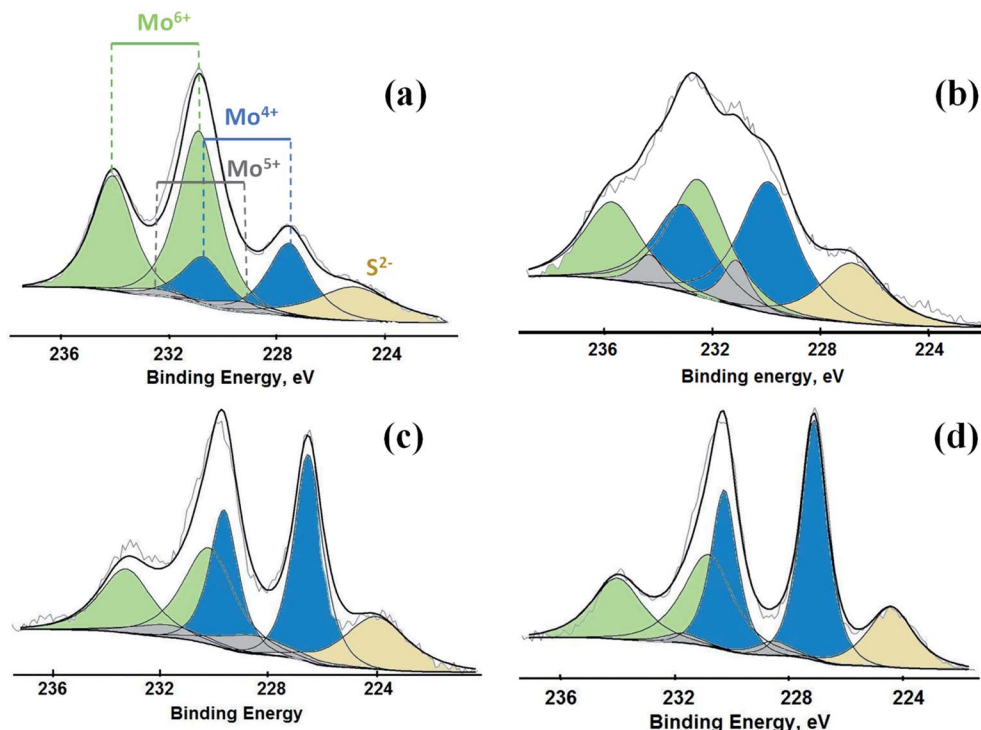 Mo⁶⁺
(a)
Mo⁴⁺
Mo⁵⁺
S²⁻
236 232 228 224
Binding Energy, eV
(b)
236 232 228 224
Binding energy, eV
(c)
236 232 228 224
Binding Energy
(d)
236 232 228 224
Binding Energy, eV